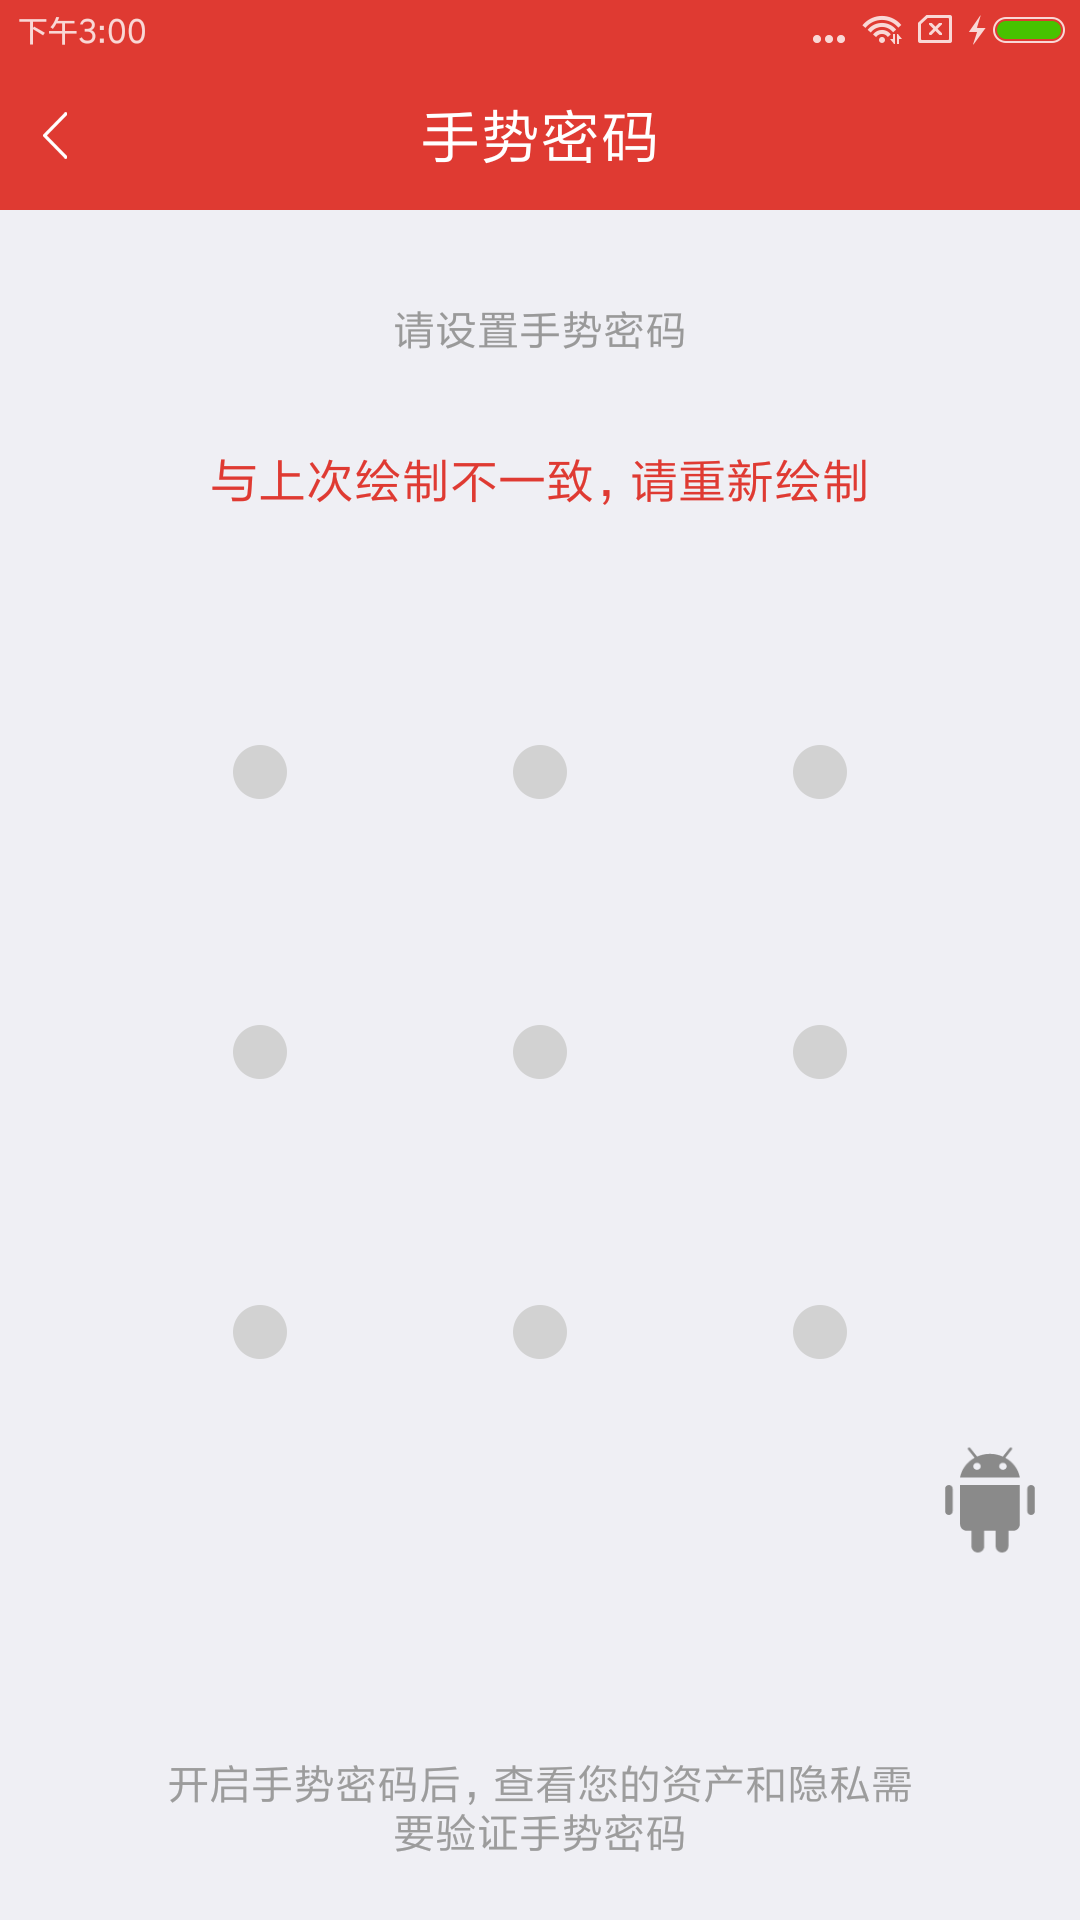 下午3:00
手势密码
请设置手势密码
与上次绘制不一致，请重新绘制
开启手势密码后，查看您的资产和隐私需
要验证手势密码